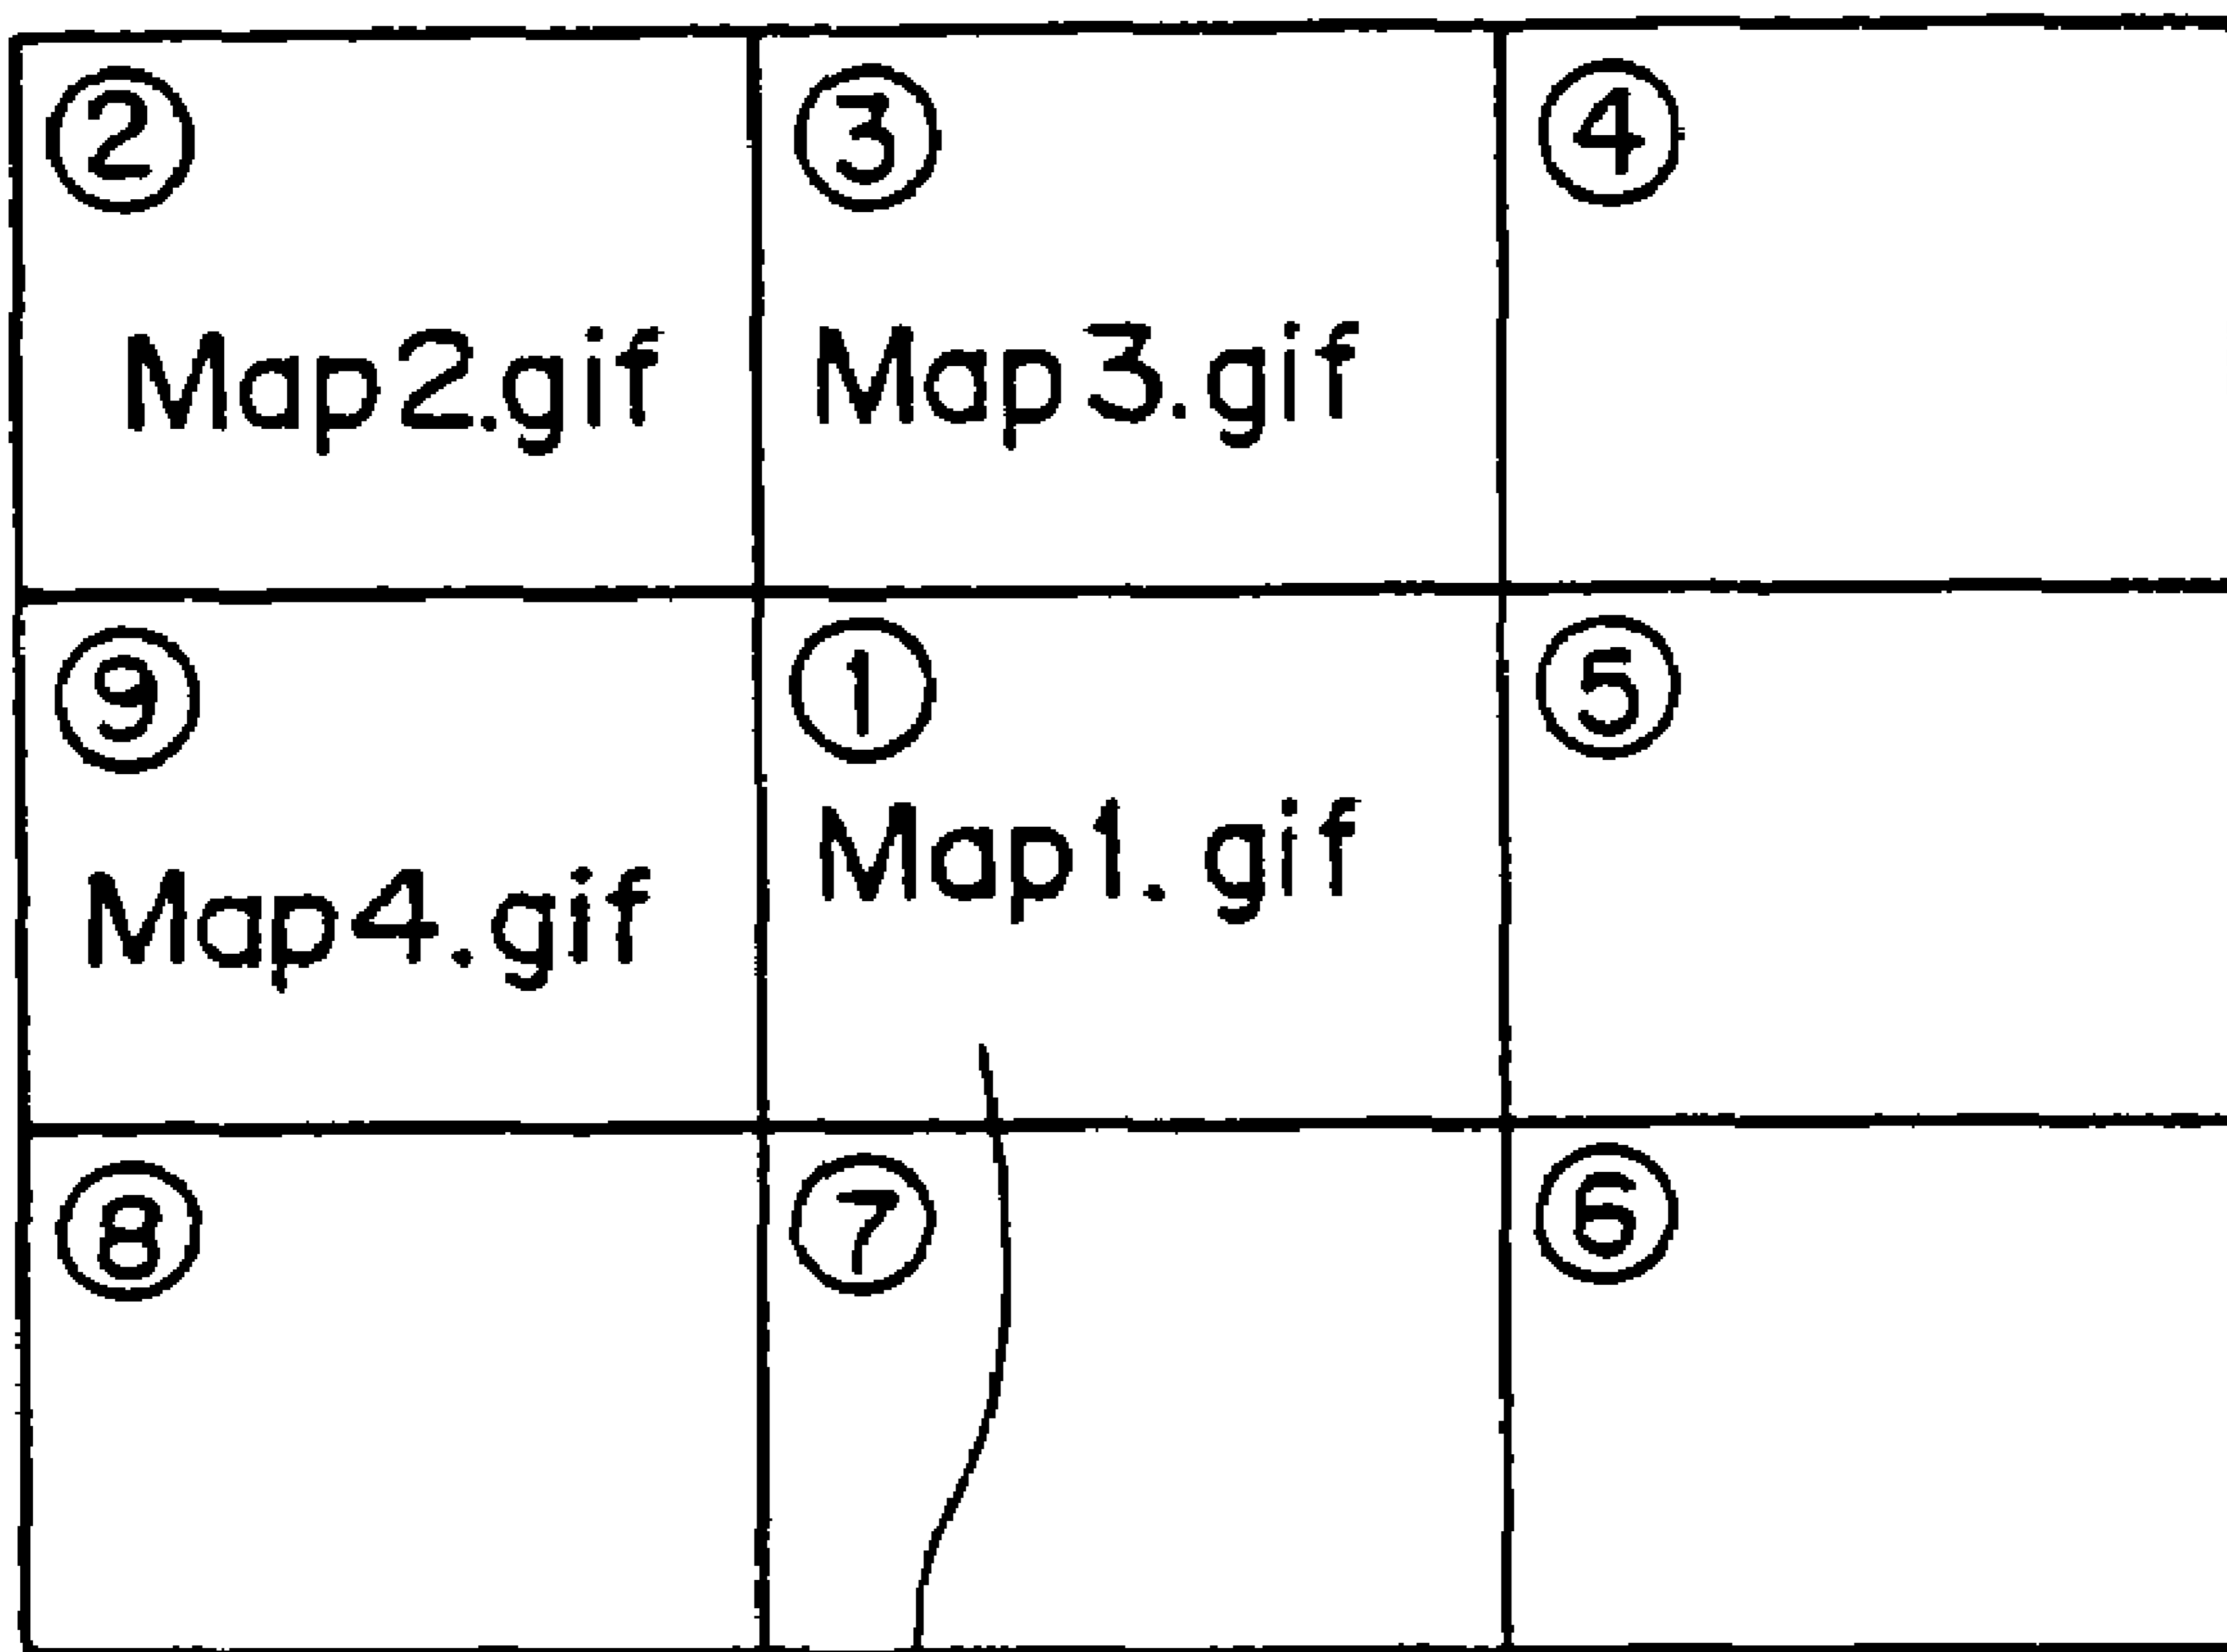 ② ③ ④
Map2.gif Map3.gif
⑨ ① ⑤
Map4.gif Map1. gif
⑧ ⑦ ⑥